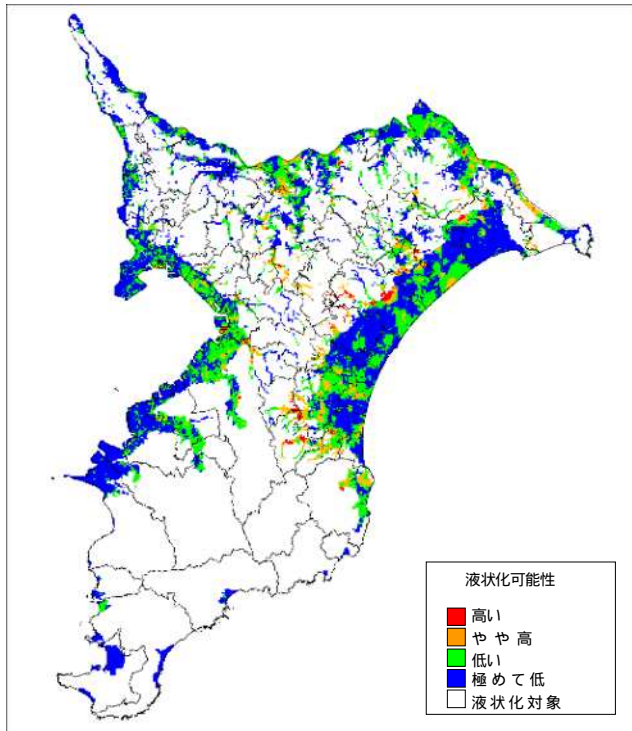 液状化可能性
高い
やや高
低い
極めて低
液状化対象